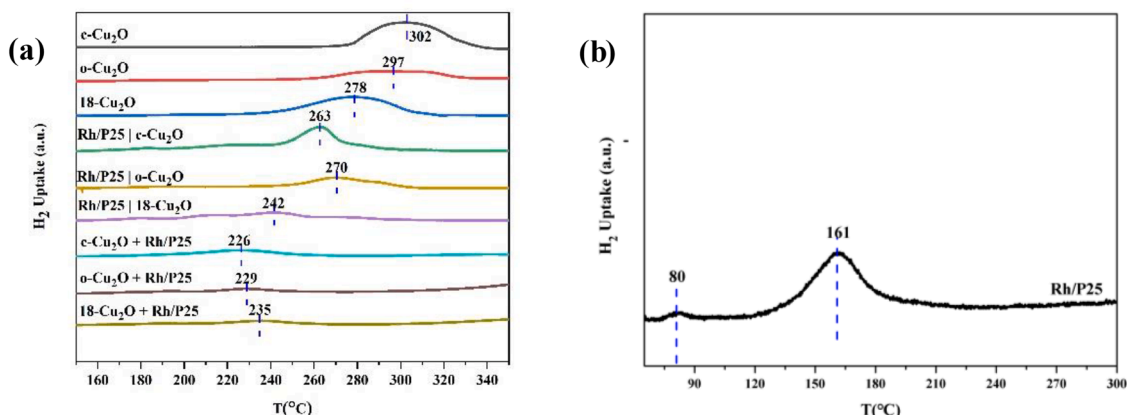 (a)
c-Cu₂O
302
o-Cu₂O
297
18-Cu₂O
278
Rh/P25 | c-Cu₂O
263
Rh/P25 | o-Cu₂O
270
Rh/P25 | 18-Cu₂O
242
c-Cu₂O + Rh/P25
226
o-Cu₂O + Rh/P25
229
18-Cu₂O + Rh/P25
235
H₂ Uptake (a.u.)
160 180 200 220 240 260 280 300 320 340
T(°C)
(b)
161
80
Rh/P25
H₂ Uptake (a.u.)
90 120 150 180 210 240 270 300
T(°C)